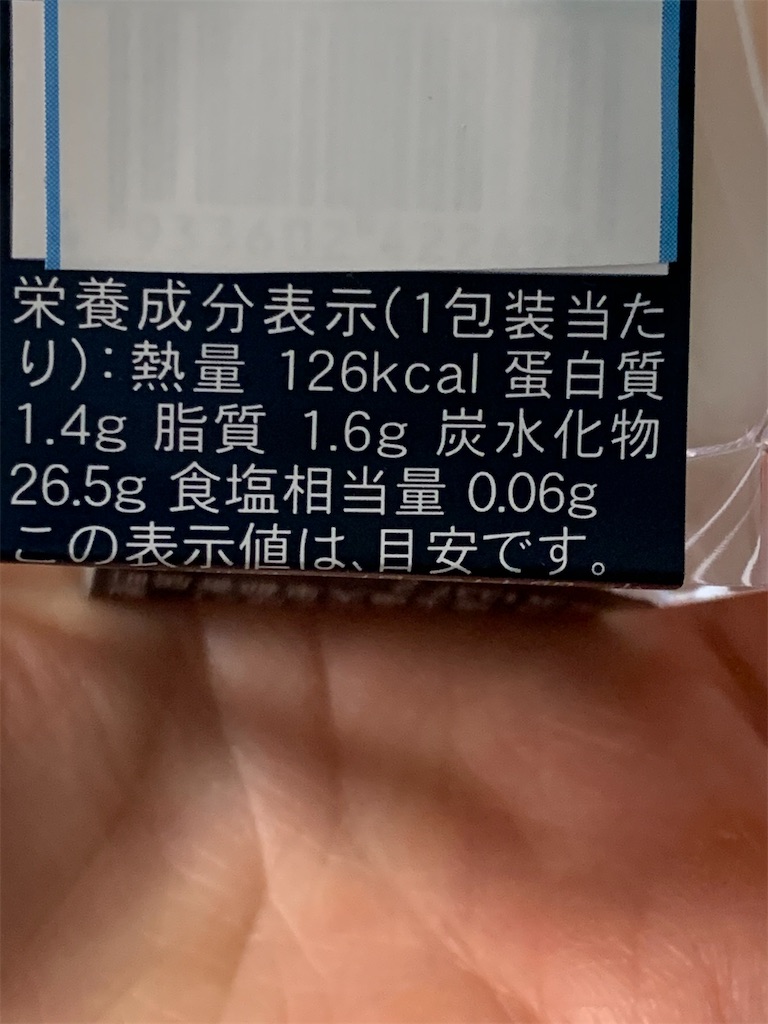 栄養成分表示(1包装当た
り):熱量 126kcal 蛋白質
1.4g 脂質 1.6g 炭水化物
26.5g 食塩相当量 0.06g
この表示値は、目安です。